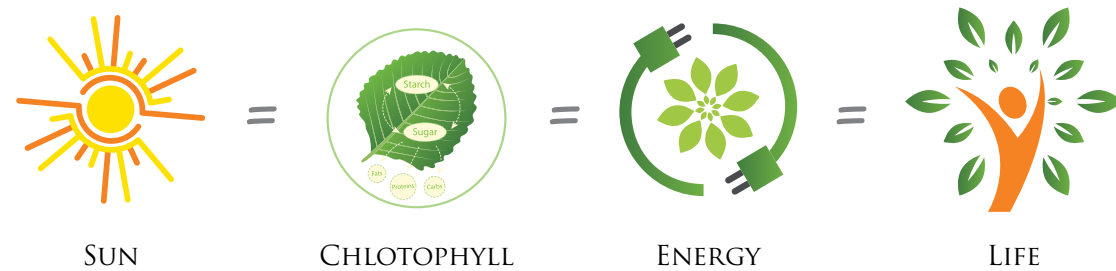 Starch
Sugar
Fats
Proteins
Carbs
= = =
Sun Chlotophyll Energy Life